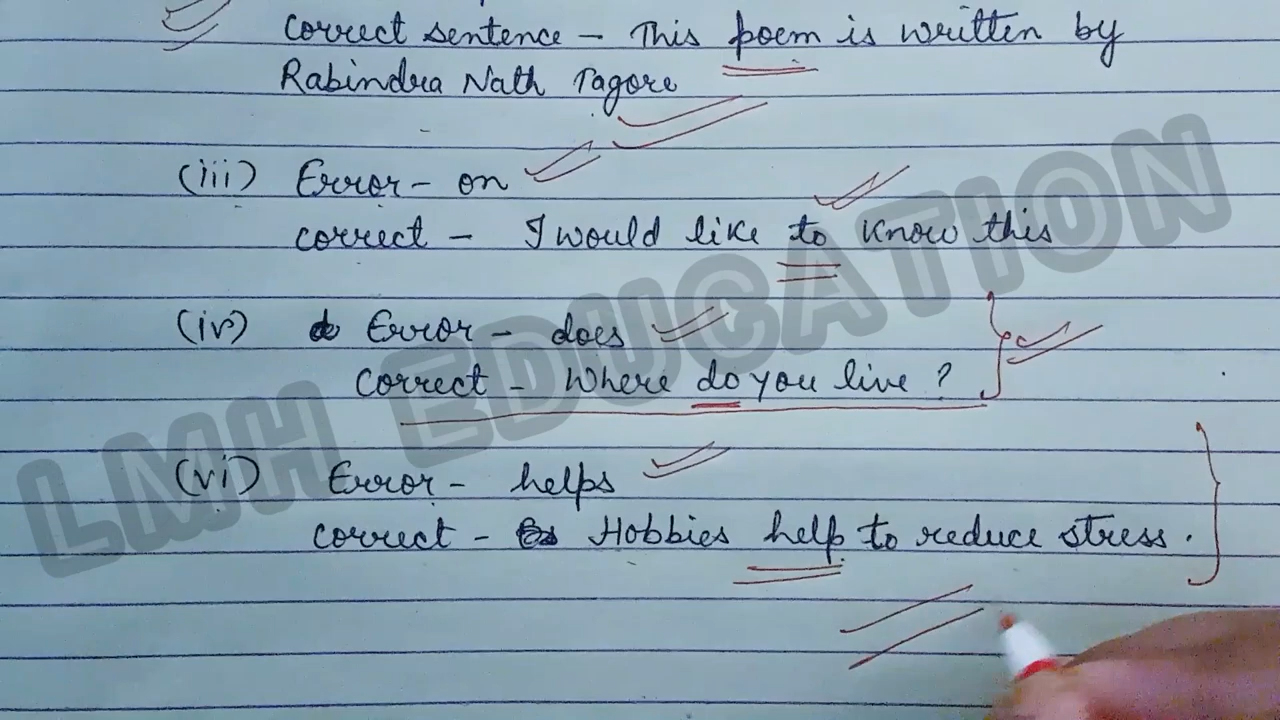 correct sentence - This poem is written by
Rabindra Nath Tagore
(iii) Error - on
correct - I would like to know this
(iv) Error - does
correct - Where do you live ?
(vi) Error - helps
correct - Hobbies help to reduce stress.
LMH EDUCATION